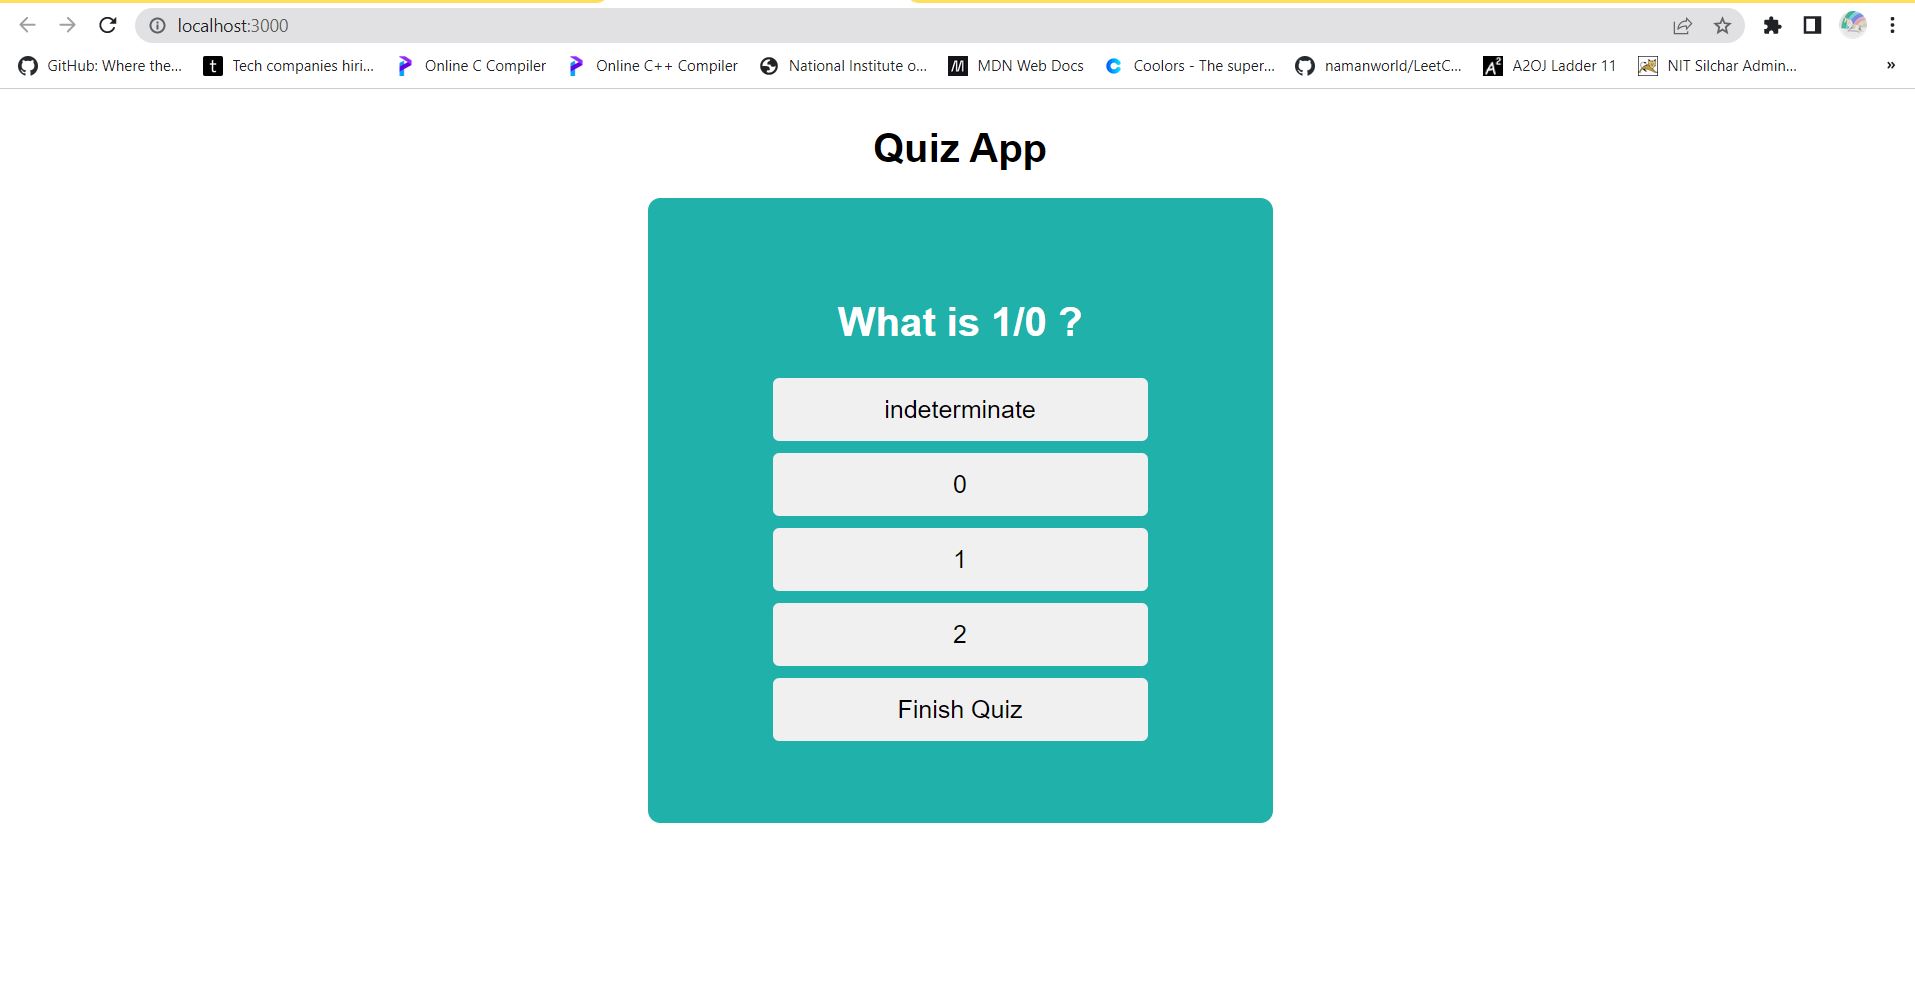 localhost:3000
GitHub: Where the... Tech companies hiri... Online C Compiler Online C++ Compiler National Institute o... MDN Web Docs Coolors - The super... namanworld/LeetC... A2OJ Ladder 11 NIT Silchar Admin... »
Quiz App
What is 1/0 ?
indeterminate
0
1
2
Finish Quiz